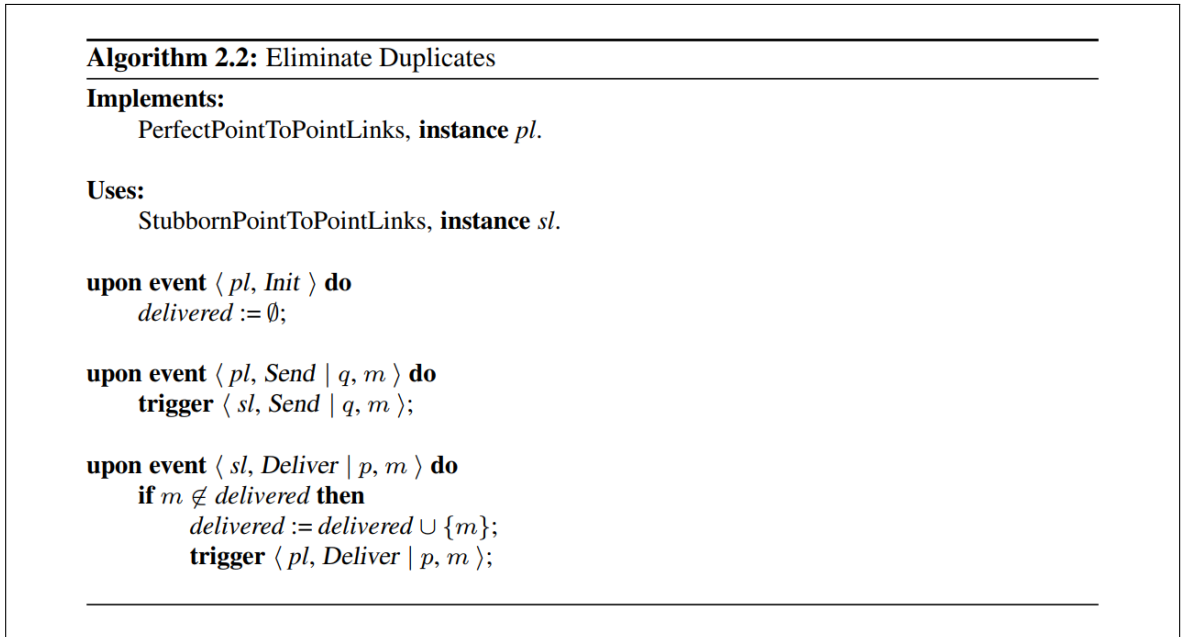 Algorithm 2.2: Eliminate Duplicates
Implements:
PerfectPointToPointLinks, instance pl.
Uses:
StubbornPointToPointLinks, instance sl.
upon event ⟨ pl, Init ⟩ do
delivered := ∅;
upon event ⟨ pl, Send | q, m ⟩ do
trigger ⟨ sl, Send | q, m ⟩;
upon event ⟨ sl, Deliver | p, m ⟩ do
if m ∉ delivered then
delivered := delivered ∪ {m};
trigger ⟨ pl, Deliver | p, m ⟩;